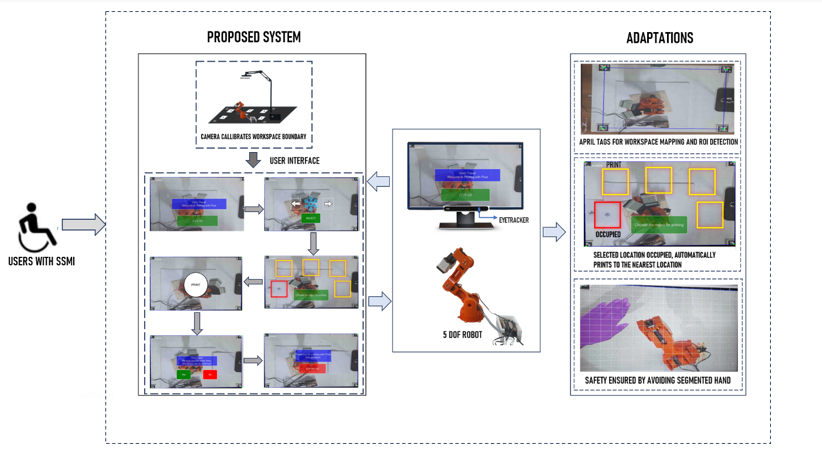 PROPOSED SYSTEM
ADAPTATIONS
CAMERA CALLIBRATES WORKSPACE BOUNDARY
USER INTERFACE
APRIL TAGS FOR WORKSPACE MAPPING AND ROI DETECTION
PRINT
EYETRACKER
OCCUPIED
USERS WITH SSMI
SELECTED LOCATION OCCUPIED, AUTOMATICALLY
PRINTS TO THE NEAREST LOCATION
5 DOF ROBOT
SAFETY ENSURED BY AVOIDING SEGMENTED HAND